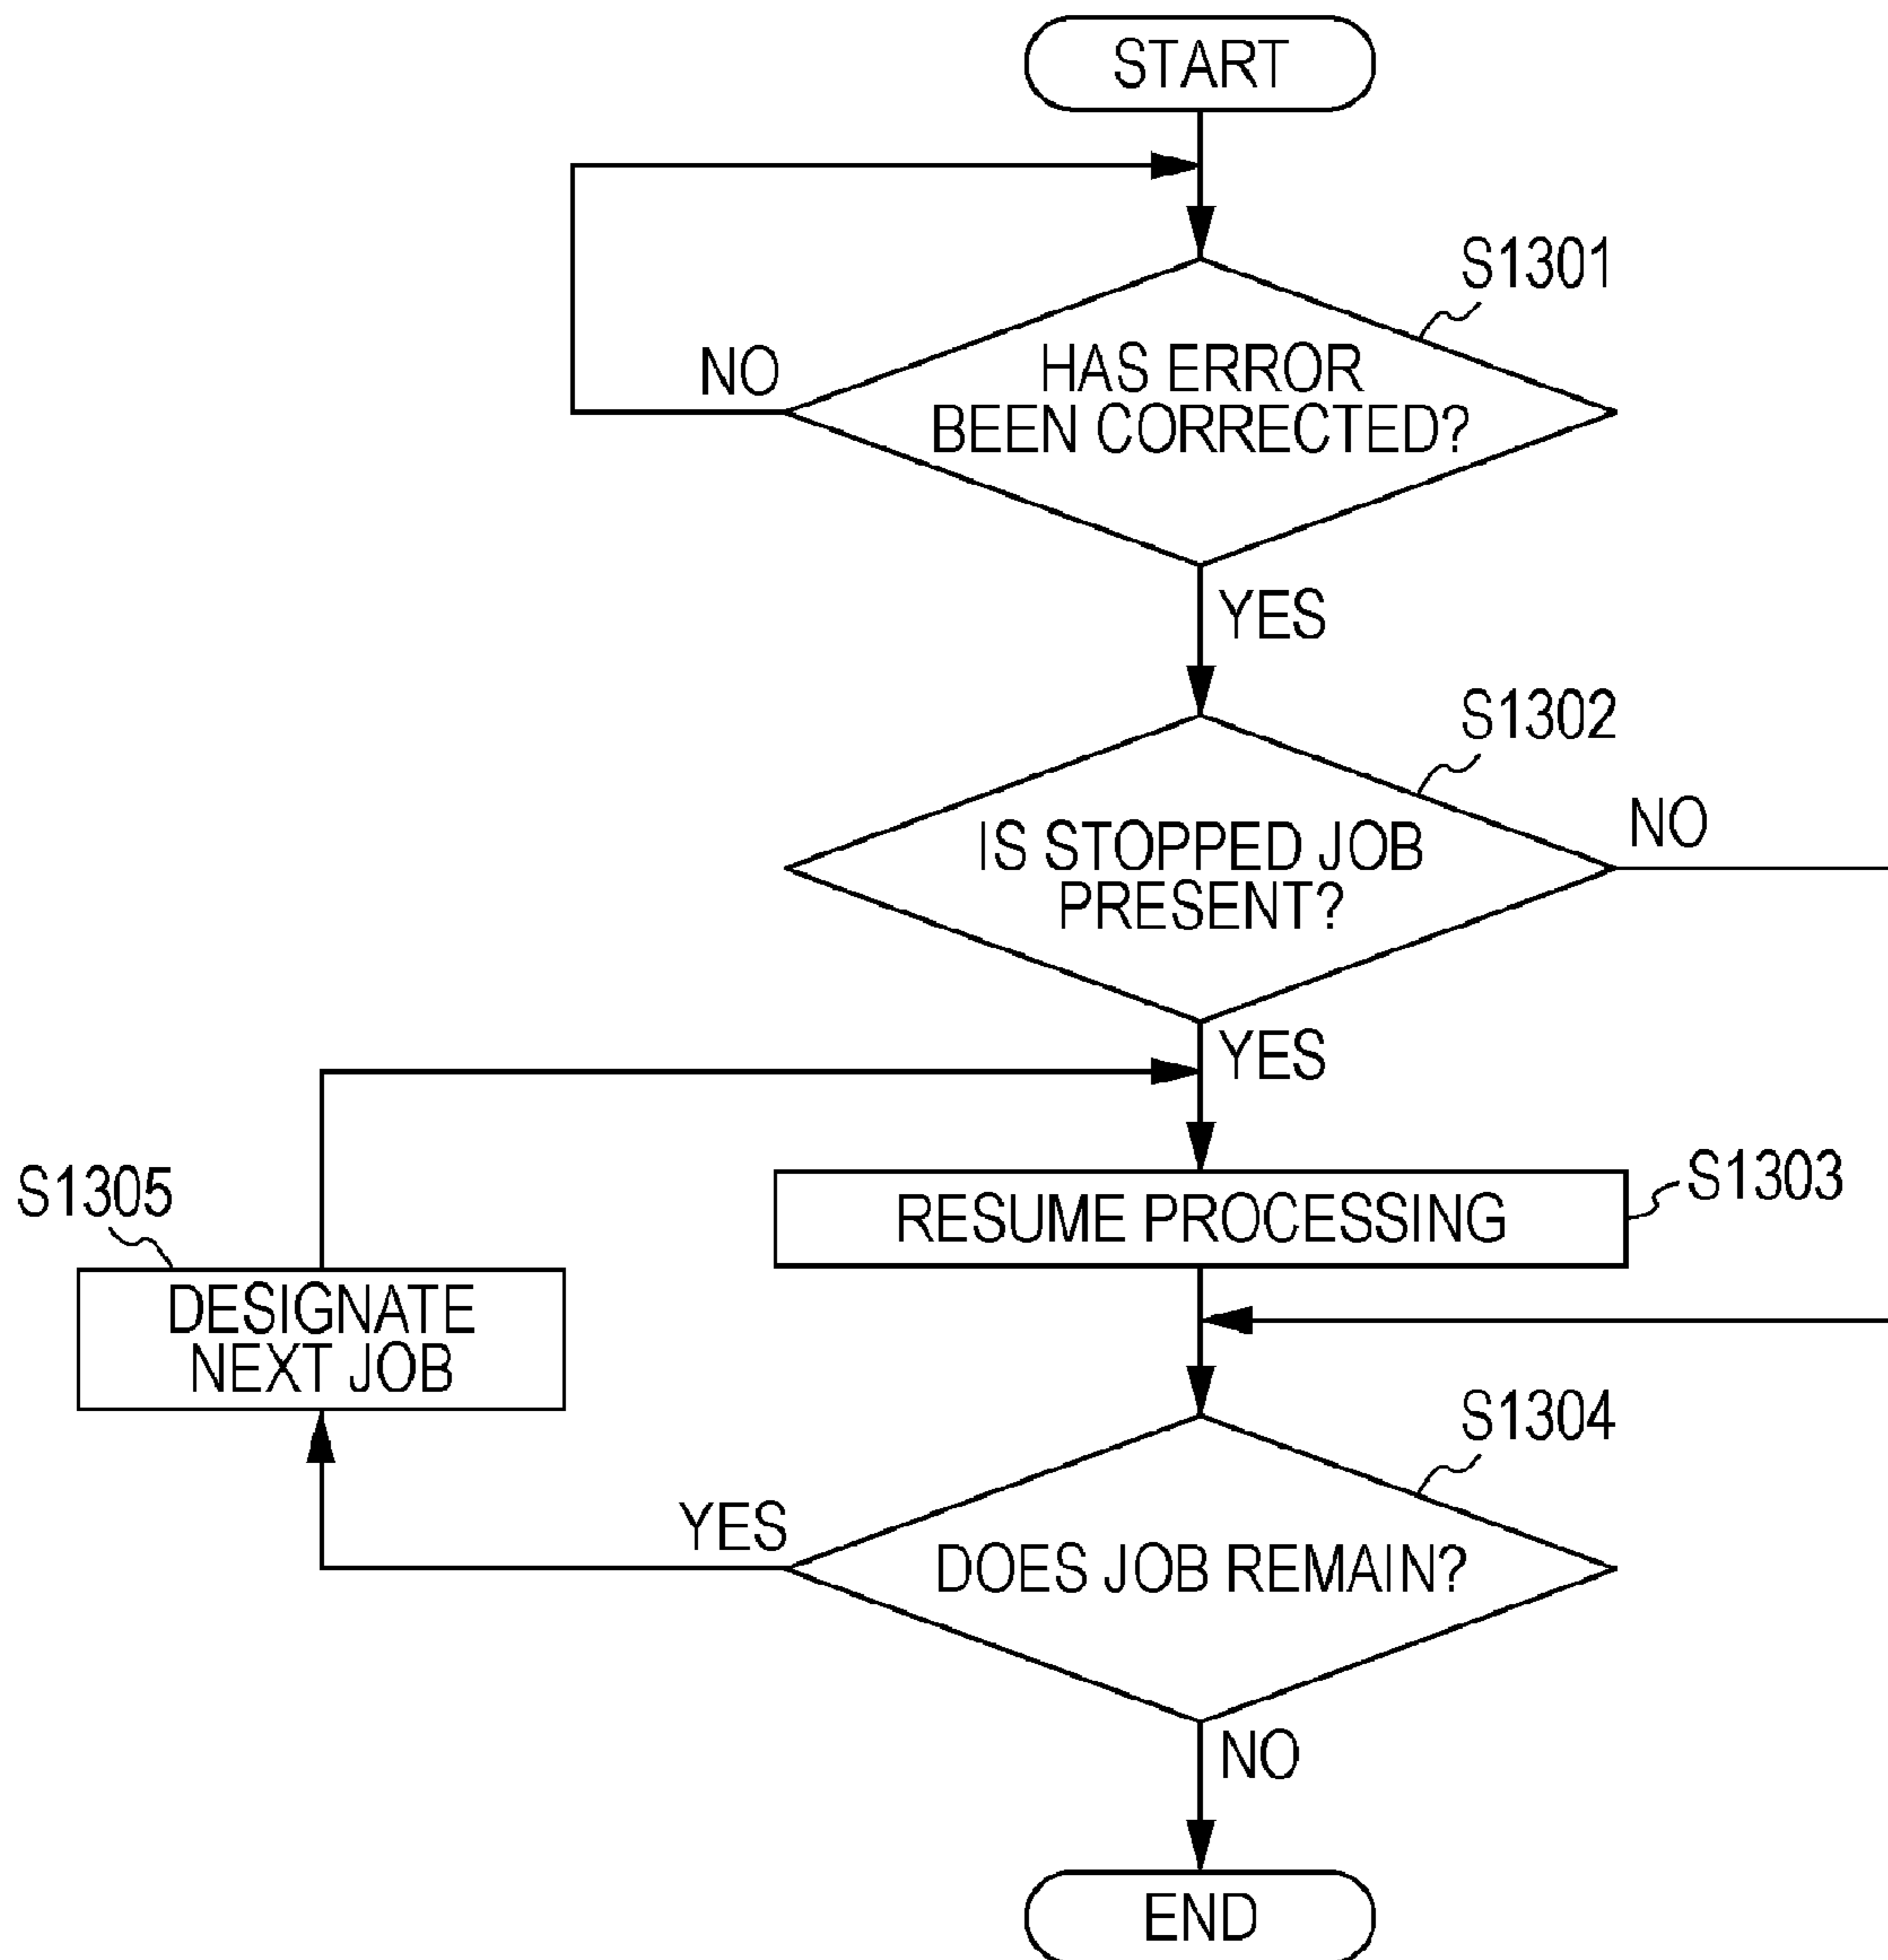 START
S1301
HAS ERROR
BEEN CORRECTED?
NO
YES
S1302
IS STOPPED JOB
PRESENT?
NO
YES
S1303
RESUME PROCESSING
S1305
DESIGNATE
NEXT JOB
S1304
DOES JOB REMAIN?
YES
NO
END